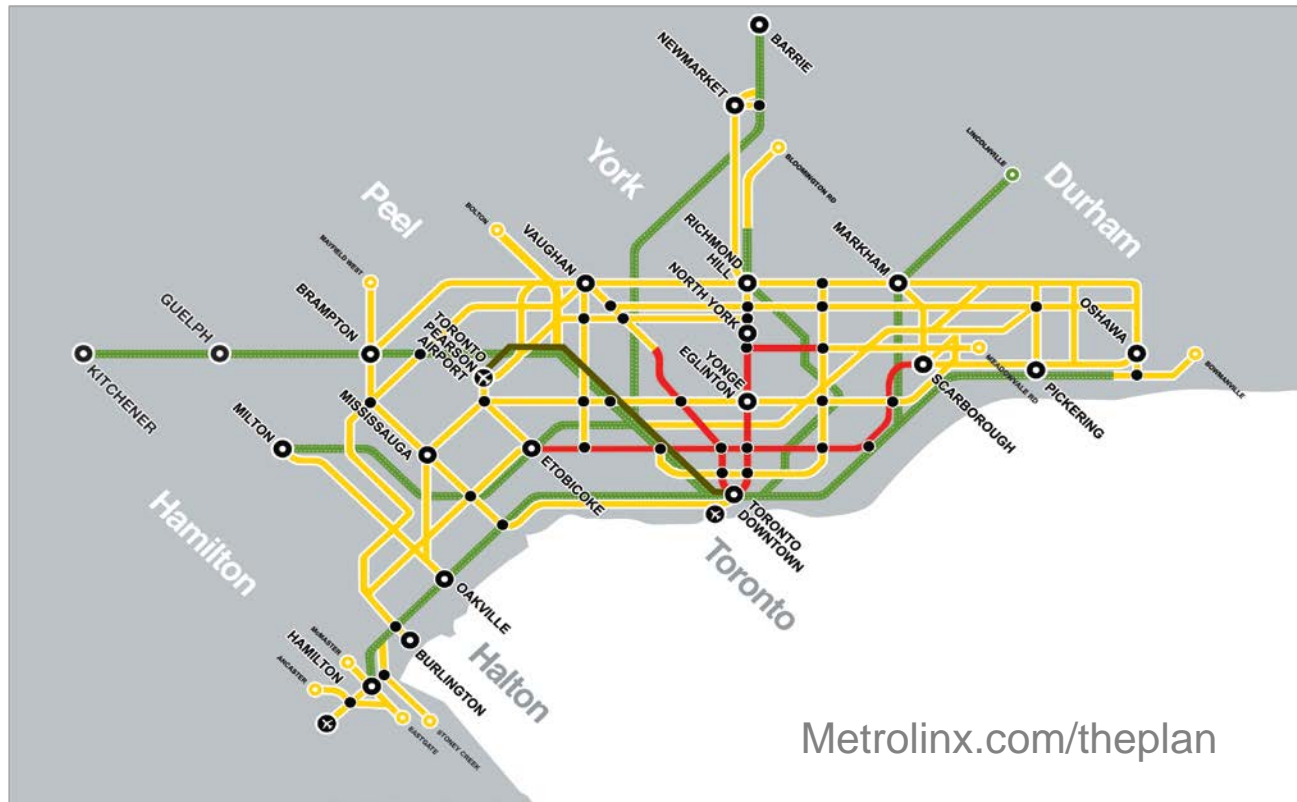 BARRIE
NEWMARKET
LINCOLNVILLE
BLOOMINGTON RD
York
Durham
Peel
BOLTON
VAUGHAN
RICHMOND
HILL
MARKHAM
MAYFIELD WEST
NORTH YORK
BRAMPTON
GUELPH
TORONTO
PEARSON
AIRPORT
YONGE
EGLINTON
OSHAWA
KITCHENER
MEADOWVALE RD
BOWMANVILLE
MILTON
MISSISSAUGA
SCARBOROUGH
PICKERING
ETOBICOKE
TORONTO
DOWNTOWN
Hamilton
Toronto
OAKVILLE
McMASTER
HAMILTON
BURLINGTON
Halton
ANCASTER
EASTGATE
STONEY CREEK
Metrolinx.com/theplan